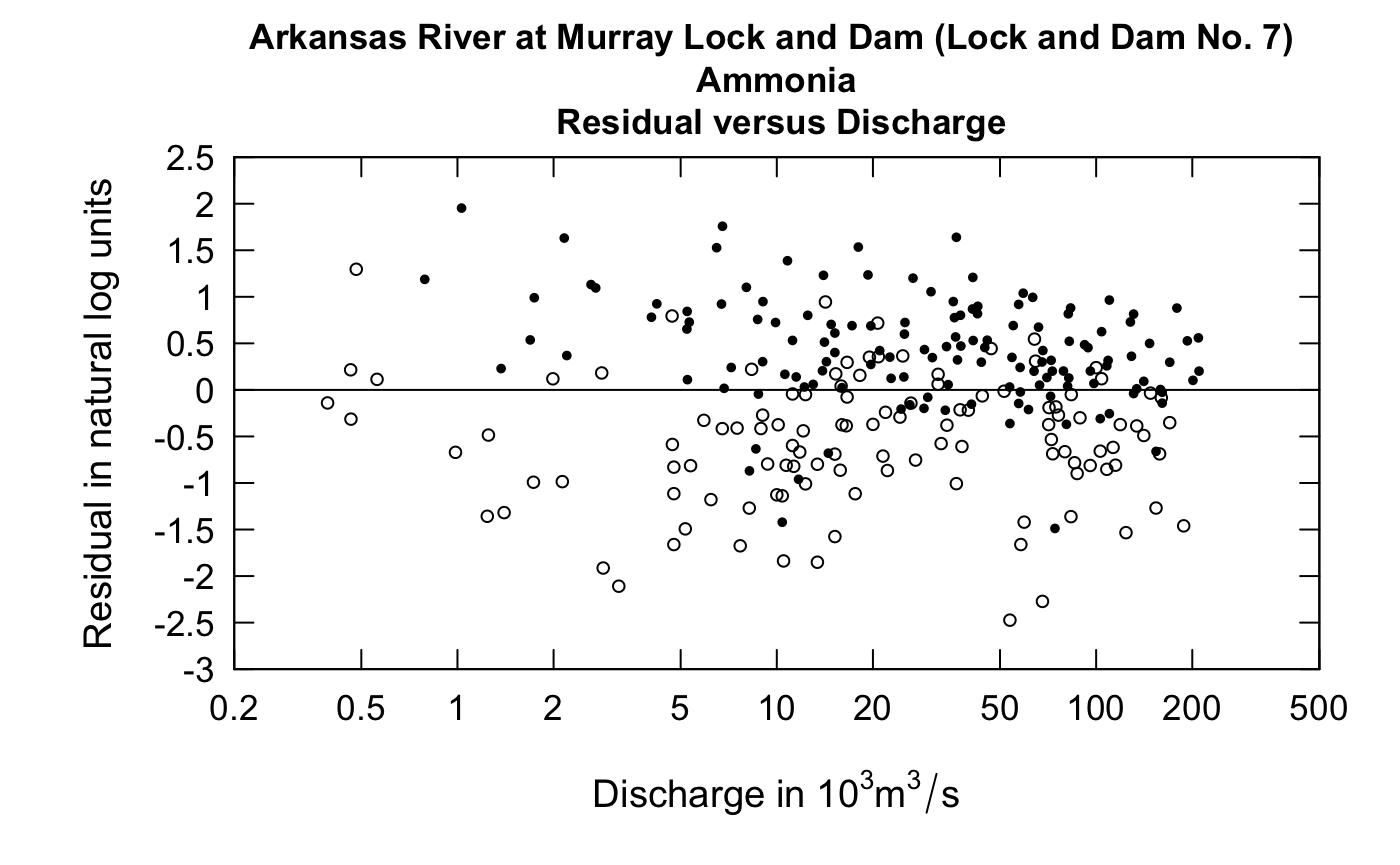 Arkansas River at Murray Lock and Dam (Lock and Dam No. 7)
Ammonia
Residual versus Discharge
Residual in natural log units
2.5
2
1.5
1
0.5
0
-0.5
-1
-1.5
-2
-2.5
-3
0.2 0.5 1 2 5 10 20 50 100 200 500
Discharge in 10³m³/s